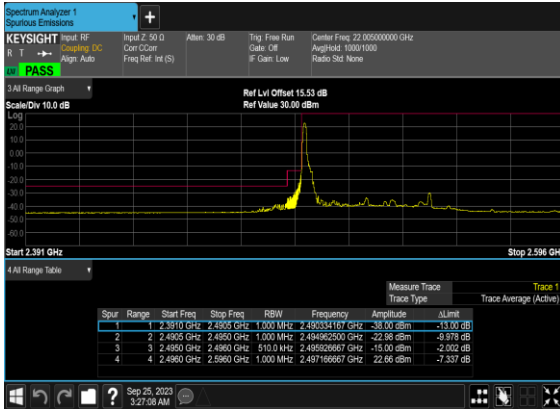 Spectrum Analyzer 1
Spurious Emissions
+
KEYSIGHT Input: RF Input Z: 50 Ω Atten: 30 dB Trig: Free Run Center Freq: 22.005000000 GHz
R T Coupling: DC Corr CCorr Gate: Off Avg|Hold: 1000/1000
Align: Auto Freq Ref: Int (S) IF Gain: Low Radio Std: None
PASS
3 All Range Graph
Ref Lvl Offset 15.53 dB
Scale/Div 10.0 dB Ref Value 30.00 dBm
Log
20.0
10.0
0.00
-10.0
-20.0
-30.0
-40.0
-50.0
-60.0
Start 2.391 GHz Stop 2.596 GH
4 All Range Table
Measure Trace Trace 1
Trace Type Trace Average (Active)
Spur Range Start Freq Stop Freq RBW Frequency Amplitude ΔLimit
1 1 2.3910 GHz 2.4905 GHz 1.000 MHz 2.490334167 GHz -38.00 dBm -13.00 dB
2 2 2.4905 GHz 2.4950 GHz 1.000 MHz 2.494962500 GHz -22.98 dBm -9.978 dB
3 3 2.4950 GHz 2.4960 GHz 510.0 kHz 2.495926667 GHz -15.00 dBm -2.002 dB
4 4 2.4960 GHz 2.5960 GHz 1.000 MHz 2.497166667 GHz 22.66 dBm -7.337 dB
Sep 25, 2023
3:27:08 AM